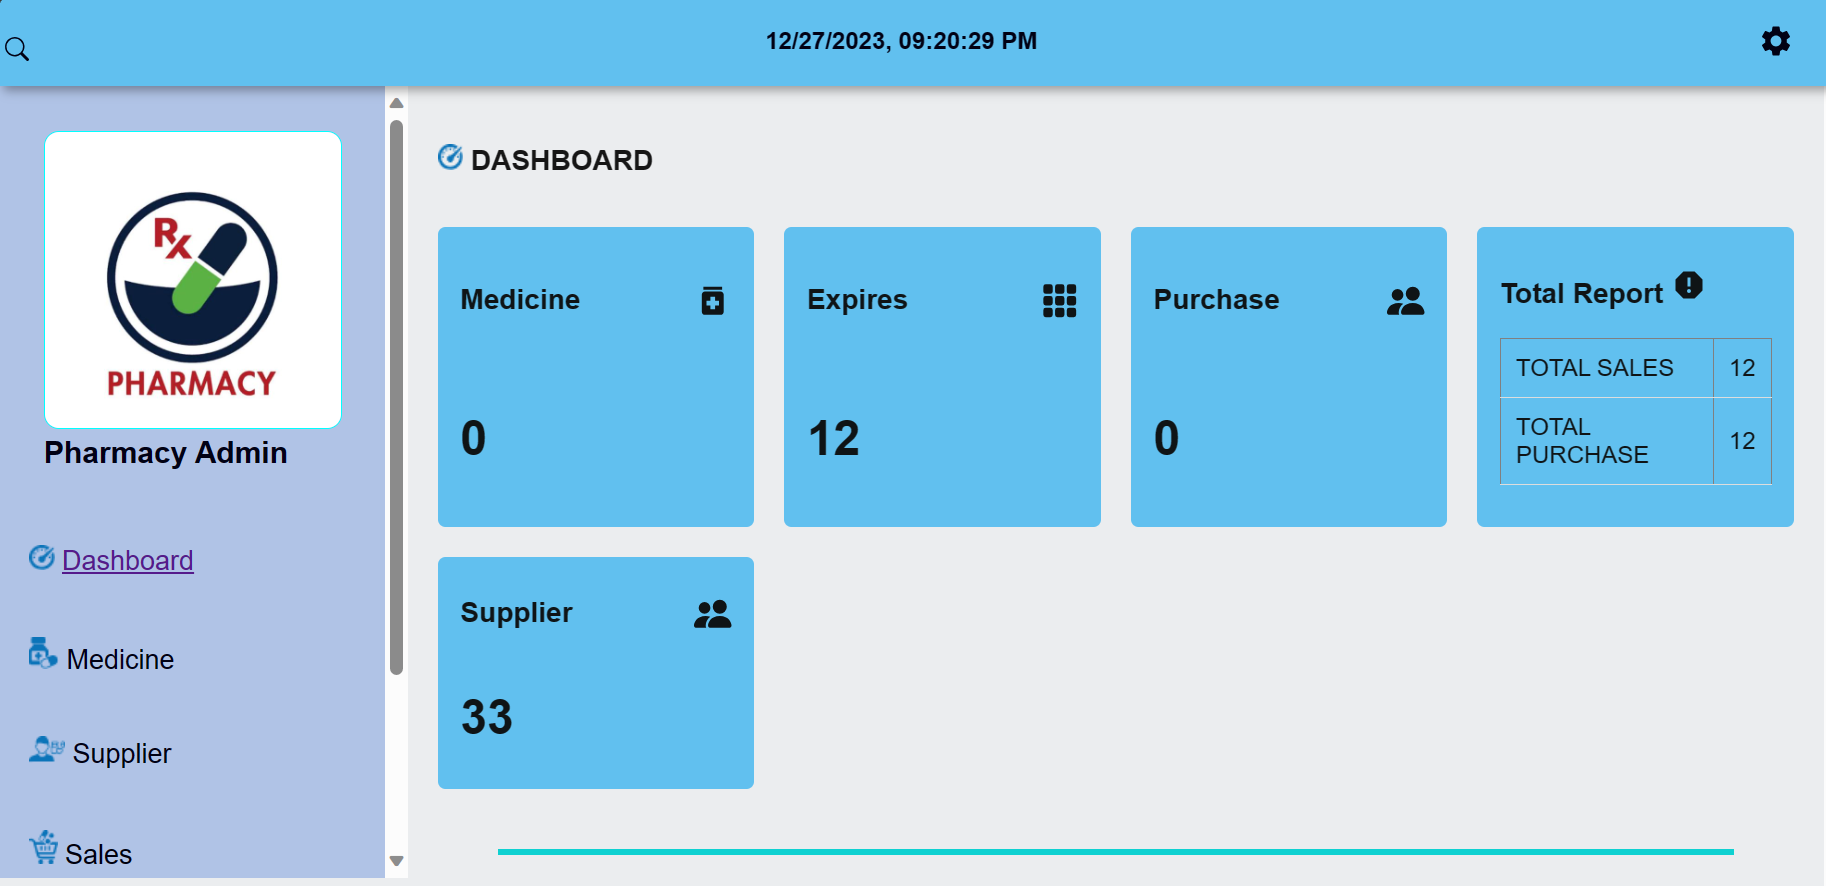 12/27/2023, 09:20:29 PM
Rx
PHARMACY
Pharmacy Admin
Dashboard
Medicine
Supplier
Sales
DASHBOARD
Medicine
0
Expires
12
Purchase
0
Total Report
TOTAL SALES 12
TOTAL
PURCHASE 12
Supplier
33